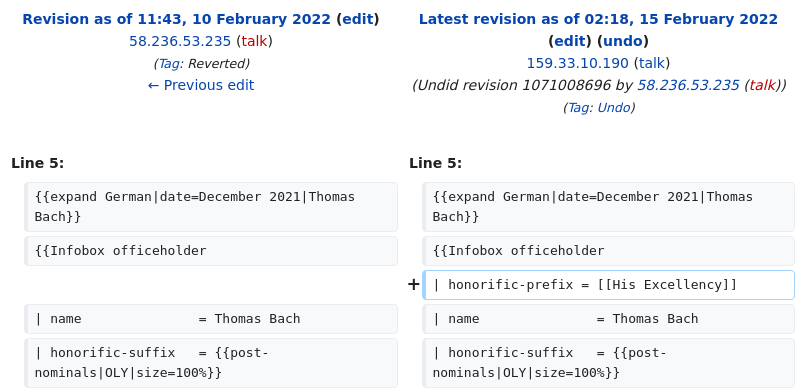 Revision as of 11:43, 10 February 2022 (edit)
58.236.53.235 (talk)
(Tag: Reverted)
← Previous edit
Latest revision as of 02:18, 15 February 2022
(edit) (undo)
159.33.10.190 (talk)
(Undid revision 1071008696 by 58.236.53.235 (talk))
(Tag: Undo)
Line 5:
{{expand German|date=December 2021|Thomas
Bach}}
{{Infobox officeholder
| name               = Thomas Bach
| honorific-suffix   = {{post-
nominals|OLY|size=100%}}
Line 5:
{{expand German|date=December 2021|Thomas
Bach}}
{{Infobox officeholder
+ | honorific-prefix = [[His Excellency]]
| name               = Thomas Bach
| honorific-suffix   = {{post-
nominals|OLY|size=100%}}